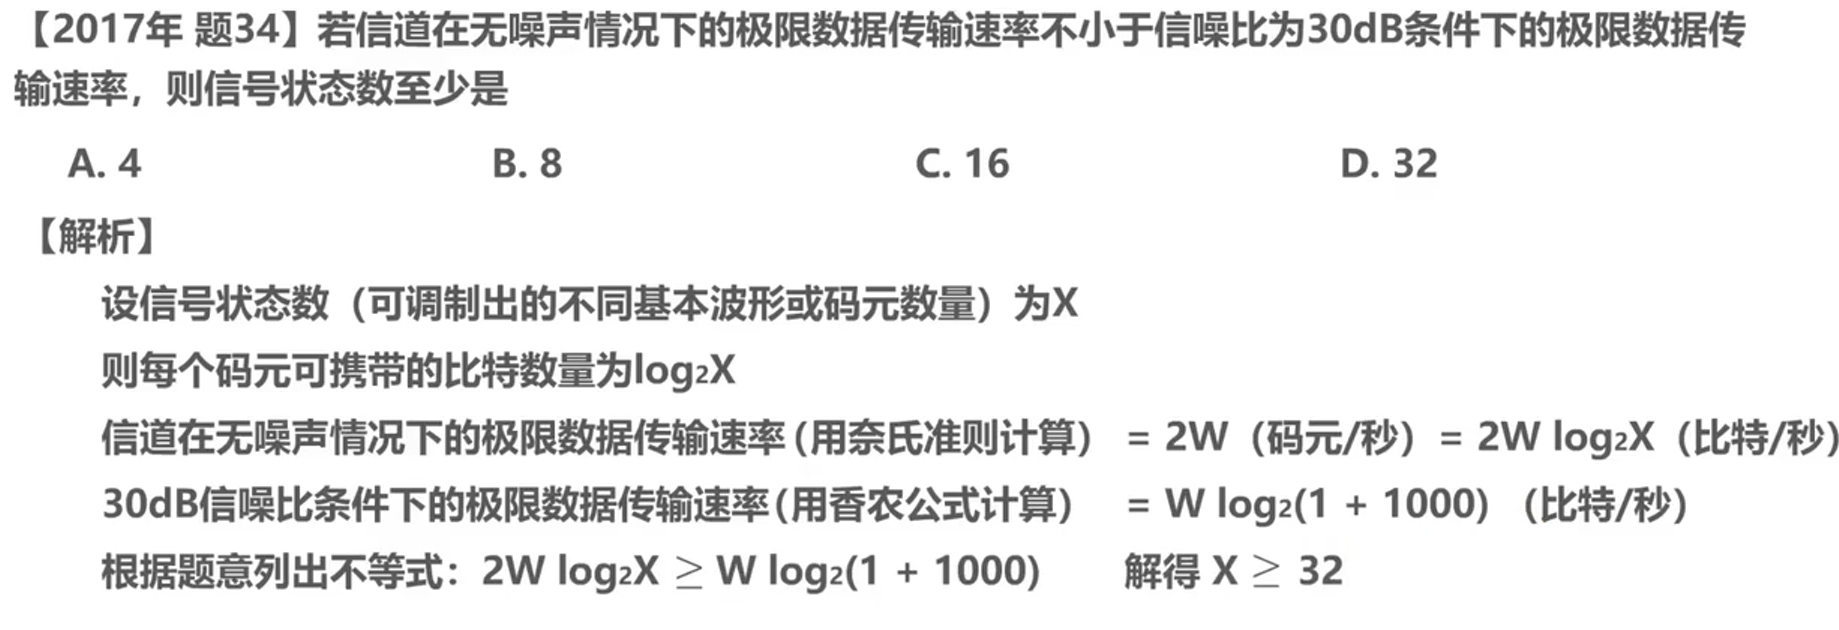 【2017年 题34】若信道在无噪声情况下的极限数据传输速率不小于信噪比为30dB条件下的极限数据传
输速率，则信号状态数至少是
A. 4 B. 8 C. 16 D. 32
【解析】
设信号状态数（可调制出的不同基本波形或码元数量）为X
则每个码元可携带的比特数量为log₂X
信道在无噪声情况下的极限数据传输速率(用奈氏准则计算） = 2W（码元/秒）= 2W log₂X（比特/秒）
30dB信噪比条件下的极限数据传输速率(用香农公式计算） = W log₂(1 + 1000) （比特/秒）
根据题意列出不等式：2W log₂X ≥ W log₂(1 + 1000) 解得 X ≥ 32